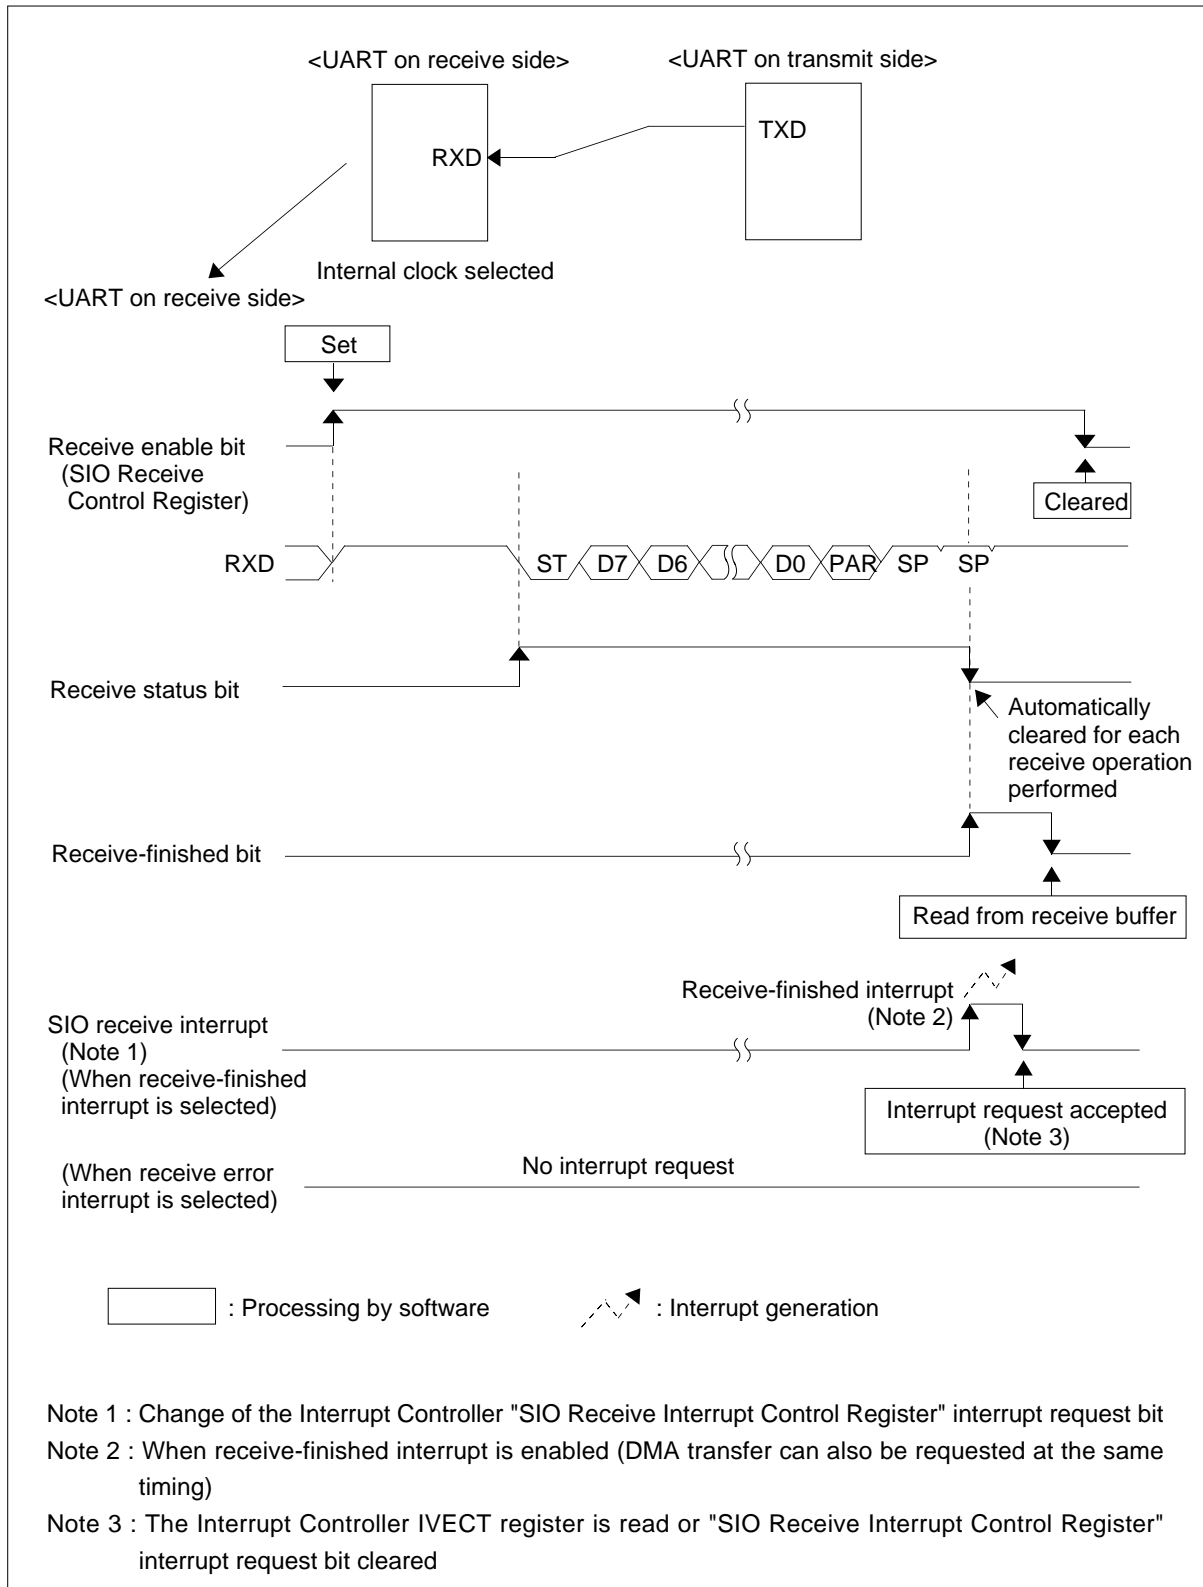 <UART on receive side>
<UART on transmit side>
TXD
RXD
Internal clock selected
<UART on receive side>
Set
Receive enable bit
(SIO Receive
Control Register)
Cleared
RXD
ST
D7
D6
D0
PAR
SP
SP
Receive status bit
Automatically
cleared for each
receive operation
performed
Receive-finished bit
Read from receive buffer
Receive-finished interrupt
(Note 2)
SIO receive interrupt
(Note 1)
(When receive-finished
interrupt is selected)
Interrupt request accepted
(Note 3)
(When receive error
interrupt is selected)
No interrupt request
: Processing by software
: Interrupt generation
Note 1 : Change of the Interrupt Controller "SIO Receive Interrupt Control Register" interrupt request bit
Note 2 : When receive-finished interrupt is enabled (DMA transfer can also be requested at the same
timing)
Note 3 : The Interrupt Controller IVECT register is read or "SIO Receive Interrupt Control Register"
interrupt request bit cleared